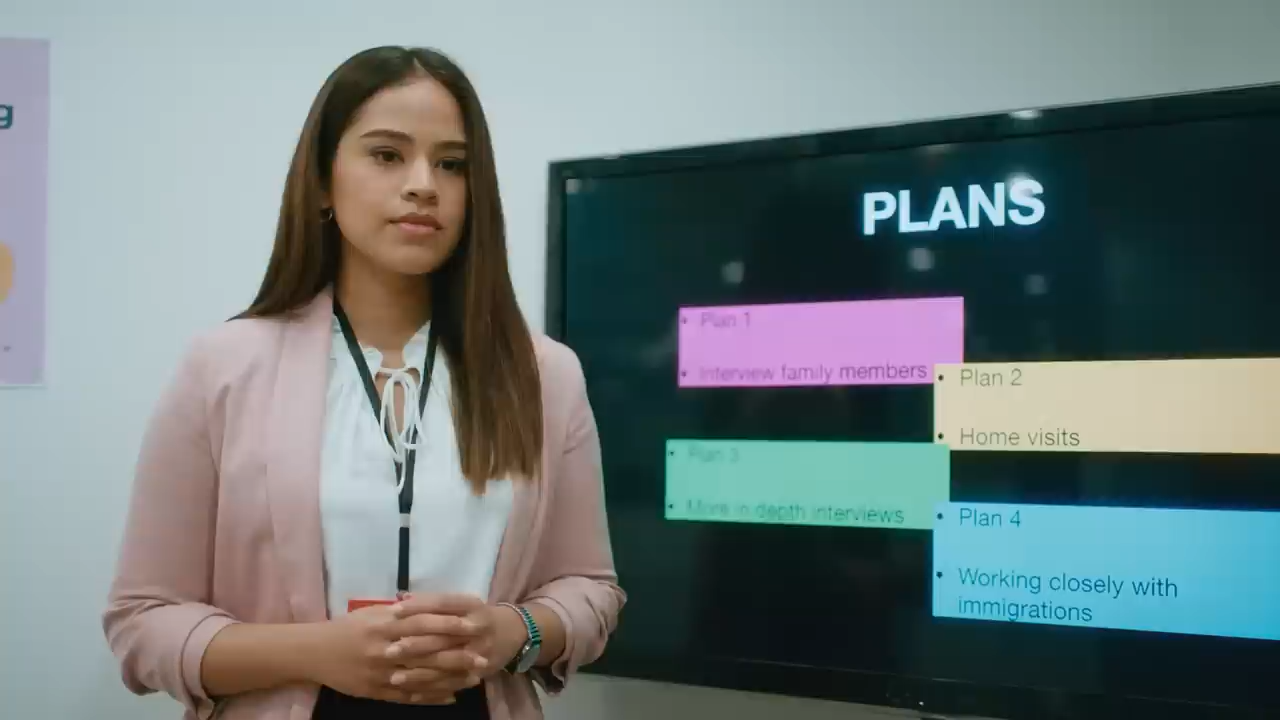 g
PLANS
• Plan 1
• Interview family members
• Plan 2
• Home visits
• Plan 3
• More in depth interviews
• Plan 4
• Working closely with
immigrations